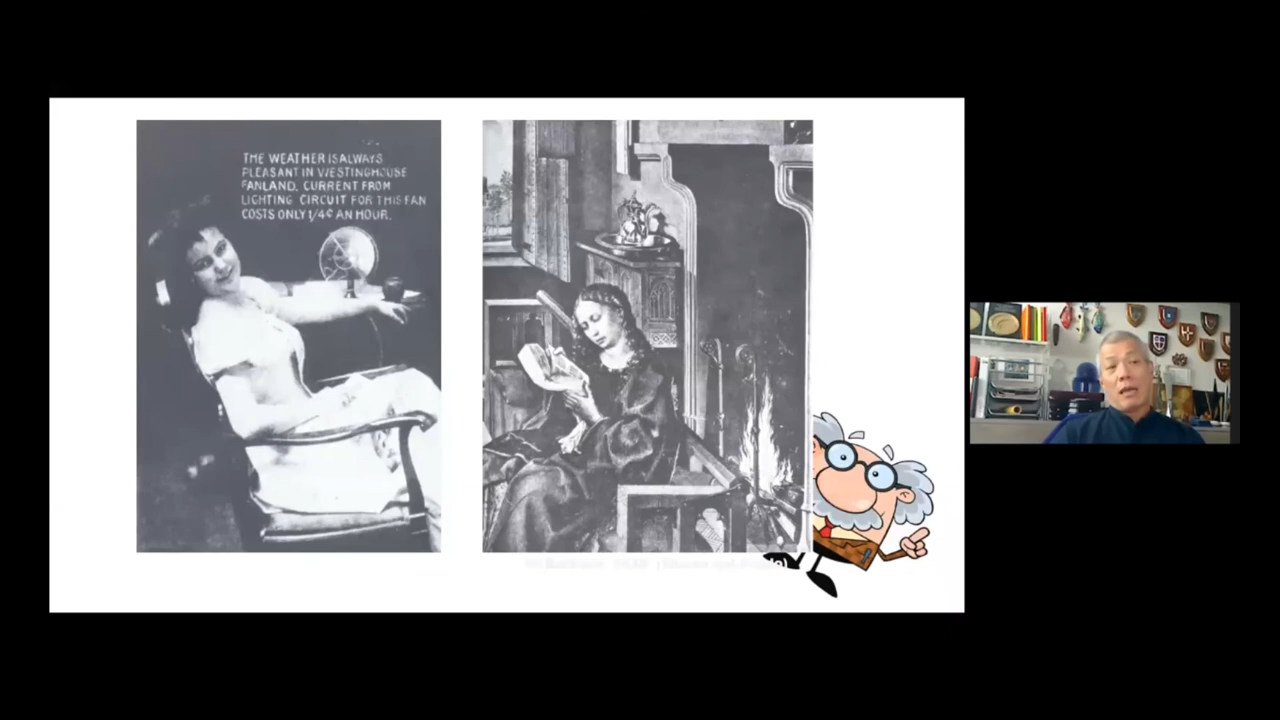 THE WEATHER IS ALWAYS
PLEASANT IN WESTINGHOUSE
FANLAND. CURRENT FROM
LIGHTING CIRCUIT FOR THIS FAN
COSTS ONLY 1/4¢ AN HOUR.